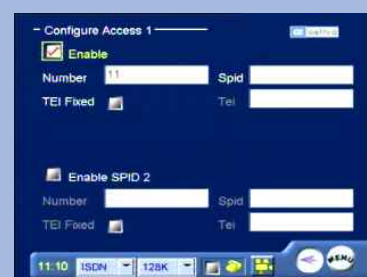 Configure Access 1
Enable
Number 11 Spid
TEI Fixed Tei
Enable SPID 2
Number Spid
TEI Fixed Tei
11:10 ISDN 128K MENU